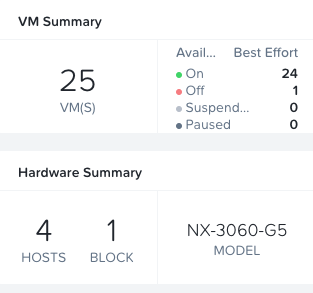 VM Summary
25
VM(S)
Avail... Best Effort
On 24
Off 1
Suspend... 0
Paused 0
Hardware Summary
4
HOSTS
1
BLOCK
NX-3060-G5
MODEL